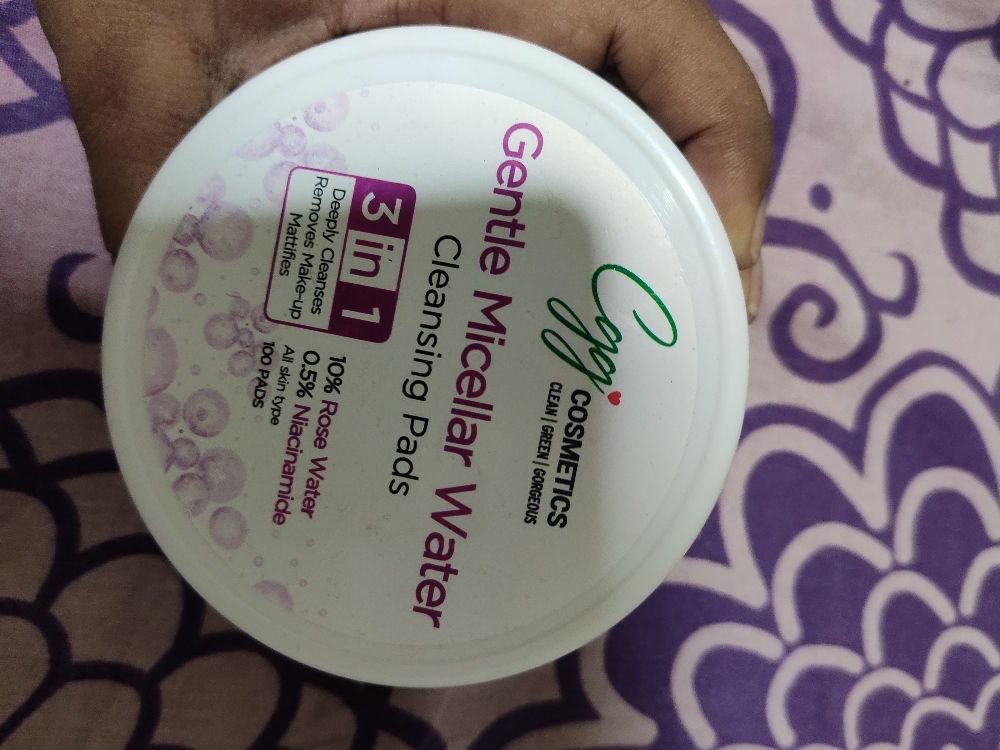 Cgg
COSMETICS
CLEAN | GREEN | GORGEOUS
Gentle Micellar Water
Cleansing Pads
3 in 1
Deeply Cleanses
Removes Make-up
Mattifies
10% Rose Water
0.5% Niacinamide
All skin type
100 PADS